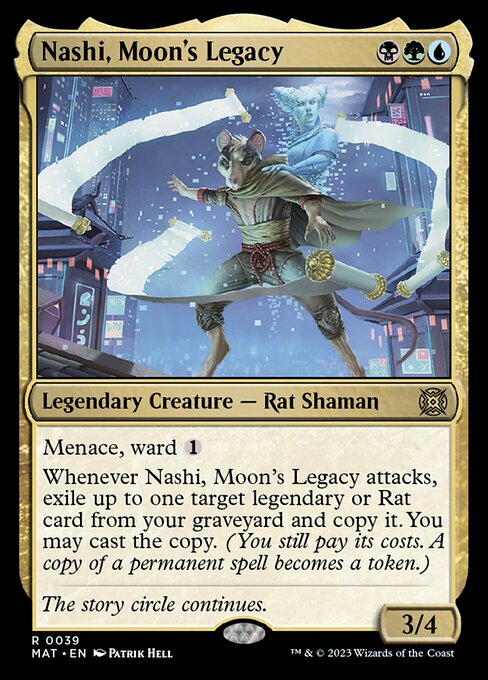 Nashi, Moon's Legacy
Legendary Creature — Rat Shaman
Menace, ward 1
Whenever Nashi, Moon's Legacy attacks,
exile up to one target legendary or Rat
card from your graveyard and copy it. You
may cast the copy. (You still pay its costs. A
copy of a permanent spell becomes a token.)
The story circle continues.
3/4
R 0039
MAT • EN Patrik Hell
™ & © 2023 Wizards of the Coast